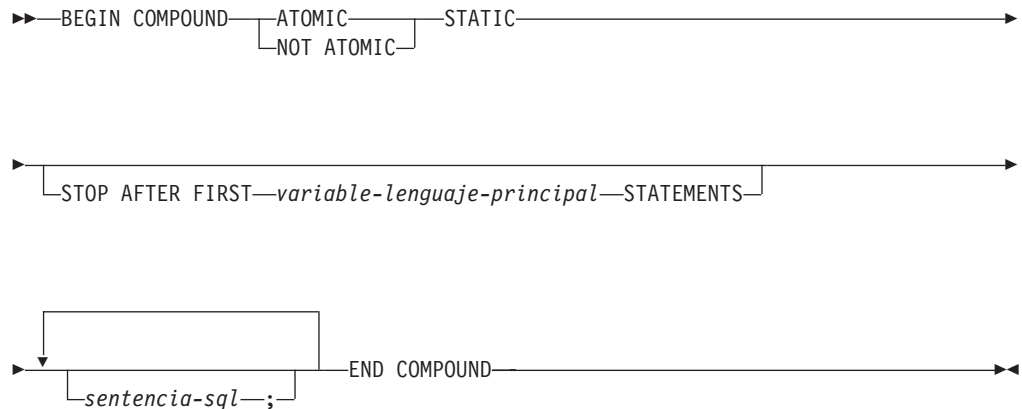 BEGIN COMPOUND ATOMIC STATIC
NOT ATOMIC
STOP AFTER FIRST variable-lenguaje-principal STATEMENTS
END COMPOUND
sentencia-sql ;